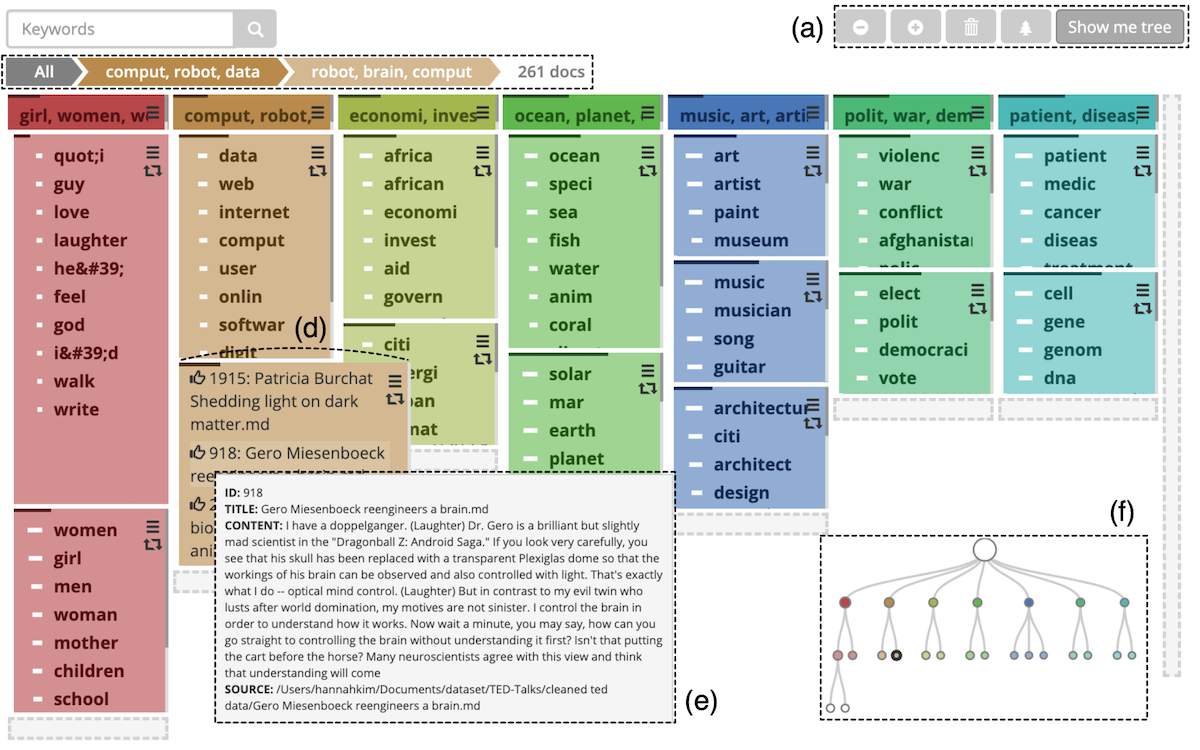 Keywords
(a)
Show me tree
All
comput, robot, data
robot, brain, comput
261 docs
girl, women, w
comput, robot,
economi, inves
ocean, planet,
music, art, arti
polit, war, dem
patient, diseas,
quot;i
guy
love
laughter
he&#39;
feel
god
i&#39;d
walk
write
women
girl
men
woman
mother
children
school
data
web
internet
comput
user
onlin
softwar
digit
(d)
1915: Patricia Burchat
Shedding light on dark
matter.md
918: Gero Miesenboeck
bio
ani
africa
african
economi
invest
aid
govern
citi
ergi
mat
ocean
speci
sea
fish
water
anim
coral
solar
mar
earth
planet
art
artist
paint
museum
music
musician
song
guitar
architectur
citi
architect
design
violenc
war
conflict
afghanista
polic
elect
polit
democraci
vote
patient
medic
cancer
diseas
treatment
cell
gene
genom
dna
ID: 918
TITLE: Gero Miesenboeck reengineers a brain.md
CONTENT: I have a doppelganger. (Laughter) Dr. Gero is a brilliant but slightly
mad scientist in the "Dragonball Z: Android Saga." If you look very carefully, you
see that his skull has been replaced with a transparent Plexiglas dome so that the
workings of his brain can be observed and also controlled with light. That's exactly
what I do -- optical mind control. (Laughter) But in contrast to my evil twin who
lusts after world domination, my motives are not sinister. I control the brain in
order to understand how it works. Now wait a minute, you may say, how can you
go straight to controlling the brain without understanding it first? Isn't that putting
the cart before the horse? Many neuroscientists agree with this view and think
that understanding will come
SOURCE: /Users/hannahkim/Documents/dataset/TED-Talks/cleaned ted
data/Gero Miesenboeck reengineers a brain.md
(e)
(f)